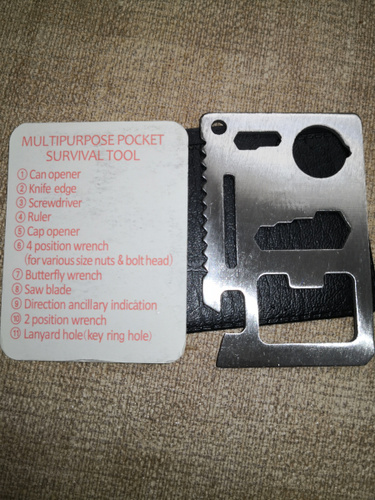 MULTIPURPOSE POCKET
SURVIVAL TOOL
① Can opener
② Knife edge
③ Screwdriver
④ Ruler
⑤ Cap opener
⑥ 4 position wrench
(for various size nuts & bolt head)
⑦ Butterfly wrench
⑧ Saw blade
⑨ Direction ancillary indication
⑩ 2 position wrench
⑪ Lanyard hole(key ring hole)